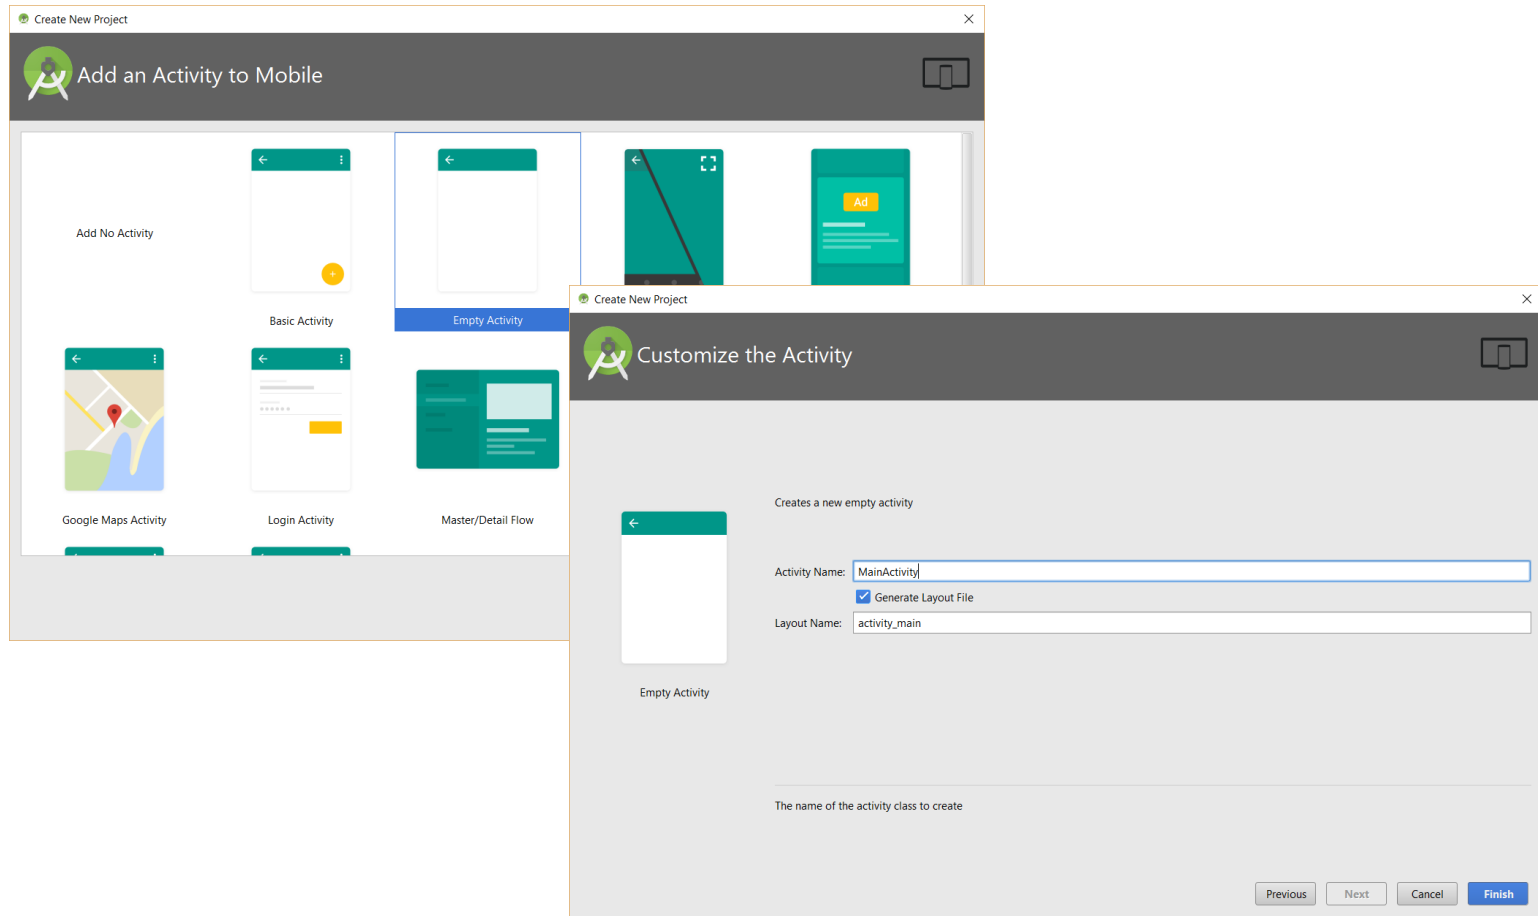 Create New Project
Add an Activity to Mobile
Add No Activity
Ad
Basic Activity
Empty Activity
Google Maps Activity
Login Activity
Master/Detail Flow
Create New Project
Customize the Activity
Creates a new empty activity
Activity Name: MainActivity
Generate Layout File
Layout Name: activity_main
Empty Activity
The name of the activity class to create
Previous Next Cancel Finish